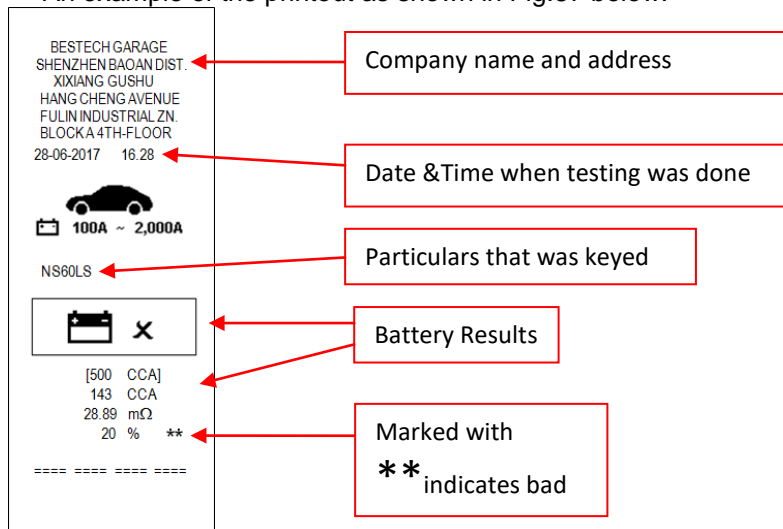 An example of the printout as shown in Fig.37 below.
BESTECH GARAGE
SHENZHEN BAOAN DIST.
XIXIANG GUSHU
HANG CHENG AVENUE
FULIN INDUSTRIAL ZN.
BLOCK A 4TH-FLOOR
28-06-2017 16.28
100A ~ 2,000A
NS60LS
[500 CCA]
143 CCA
28.89 mΩ
20 % **
==== ==== ==== ====
Company name and address
Date &Time when testing was done
Particulars that was keyed
Battery Results
Marked with
** indicates bad